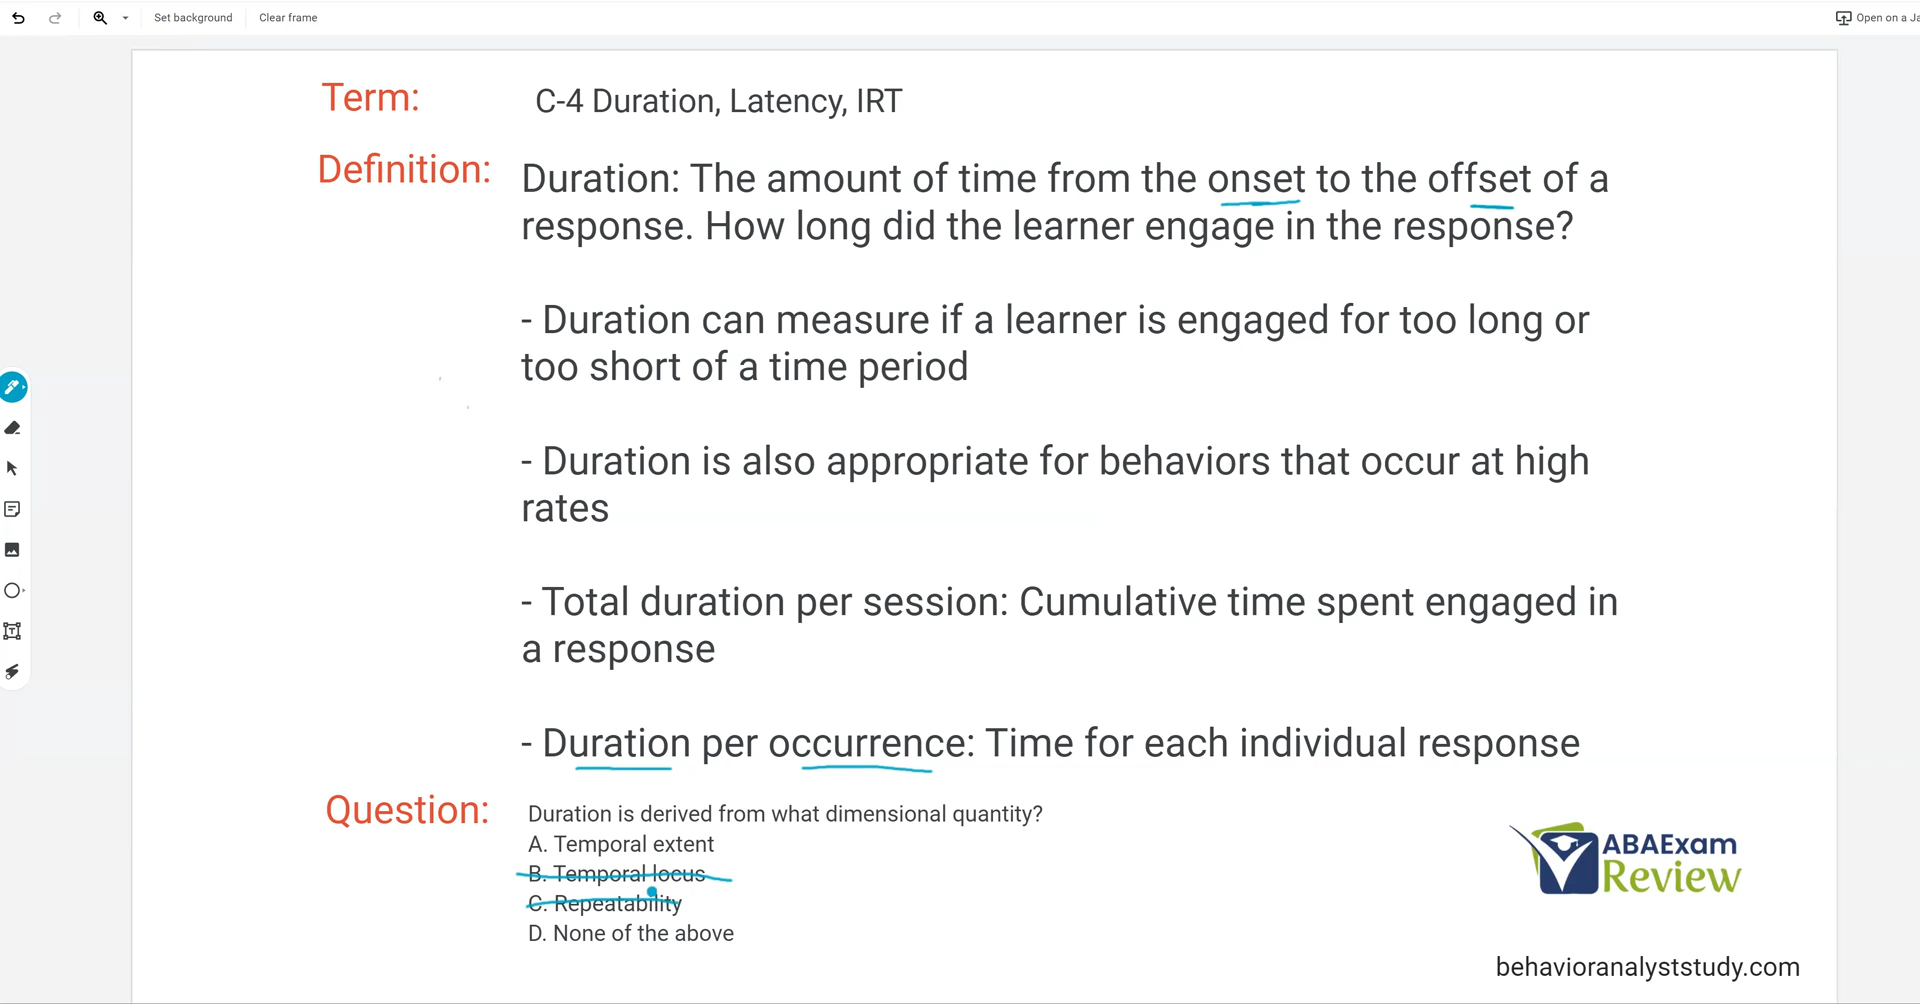 Set background
Clear frame
Open on a Ja
Term:
C-4 Duration, Latency, IRT
Definition:
Duration: The amount of time from the onset to the offset of a
response. How long did the learner engage in the response?
- Duration can measure if a learner is engaged for too long or
too short of a time period
- Duration is also appropriate for behaviors that occur at high
rates
- Total duration per session: Cumulative time spent engaged in
a response
- Duration per occurrence: Time for each individual response
Question:
Duration is derived from what dimensional quantity?
A. Temporal extent
B. Temporal locus
C. Repeatability
D. None of the above
ABAExam
Review
behavioranalyststudy.com